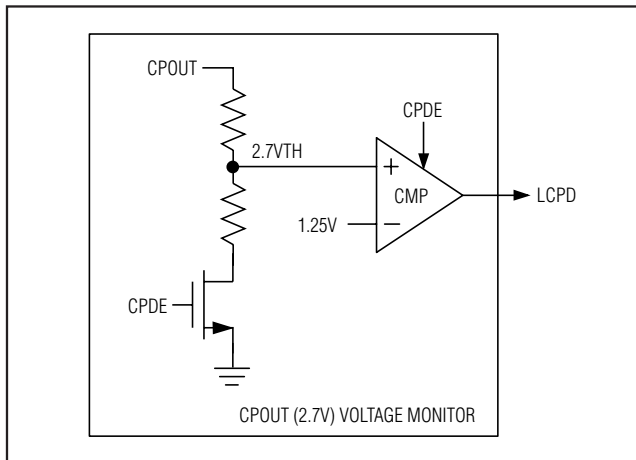 CPOUT
CPDE
2.7VTH
+
CMP
LCPD
1.25V
−
CPDE
CPOUT (2.7V) VOLTAGE MONITOR